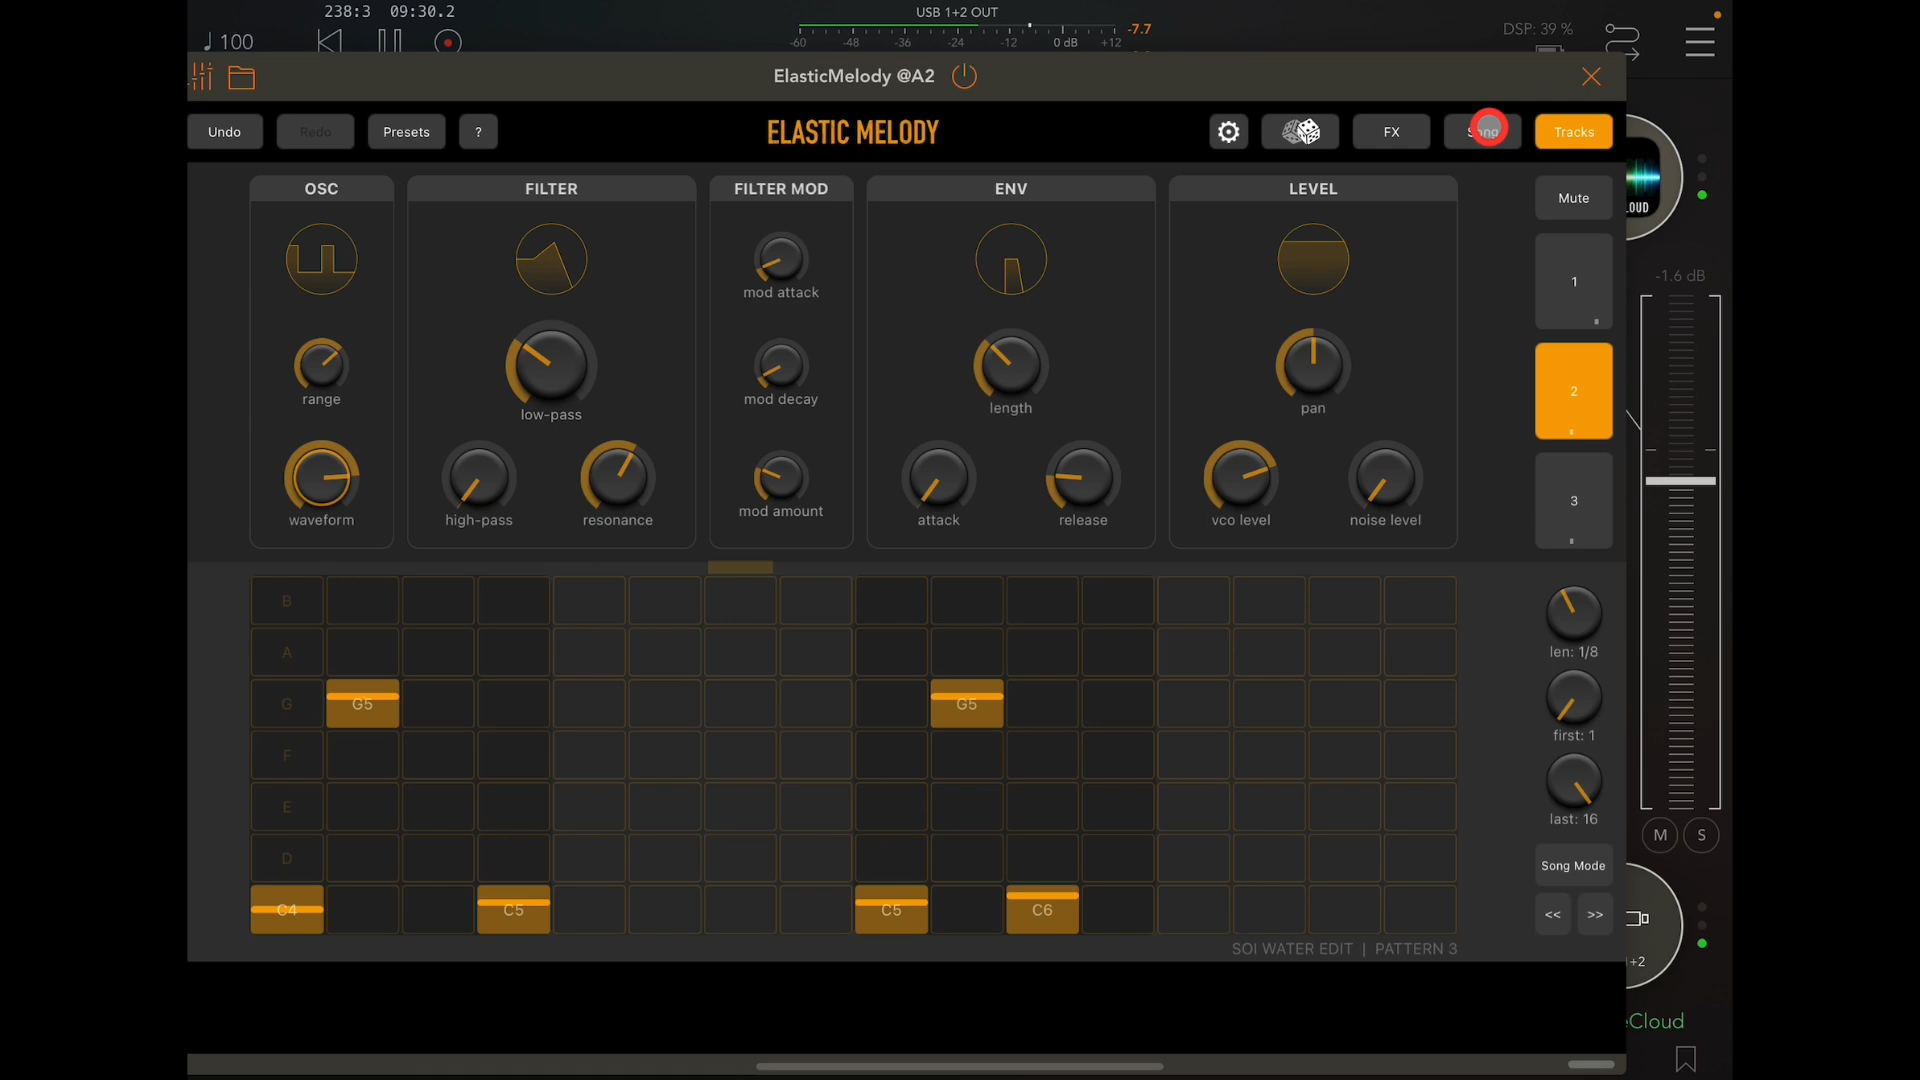 238:3 09:30.2
USB 1+2 OUT
100
-7.7
-60 -48 -36 -24 -12 0 dB +12
DSP: 39 %
ElasticMelody @A2
Undo
Redo
Presets
?
ELASTIC MELODY
FX
Song
Tracks
OSC
FILTER
FILTER MOD
ENV
LEVEL
Mute
LOUD
mod attack
1
-1.6 dB
range
low-pass
mod decay
length
pan
2
waveform
high-pass
resonance
mod amount
attack
release
vco level
noise level
3
B
A
G
G5
G5
F
E
D
C4
C5
C5
C6
len: 1/8
first: 1
last: 16
M S
Song Mode
<<
>>
SOI WATER EDIT | PATTERN 3
+2
eCloud